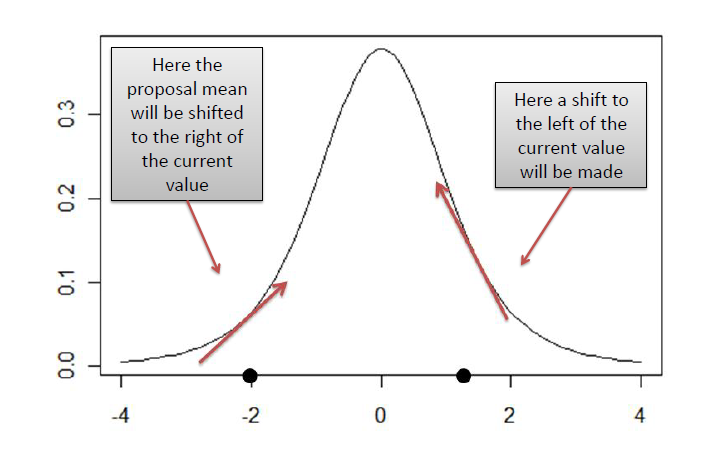 Here the
proposal mean
will be shifted
to the right of
the current
value
Here a shift to
the left of the
current value
will be made
0.3
0.2
0.1
0.0
-4
-2
0
2
4